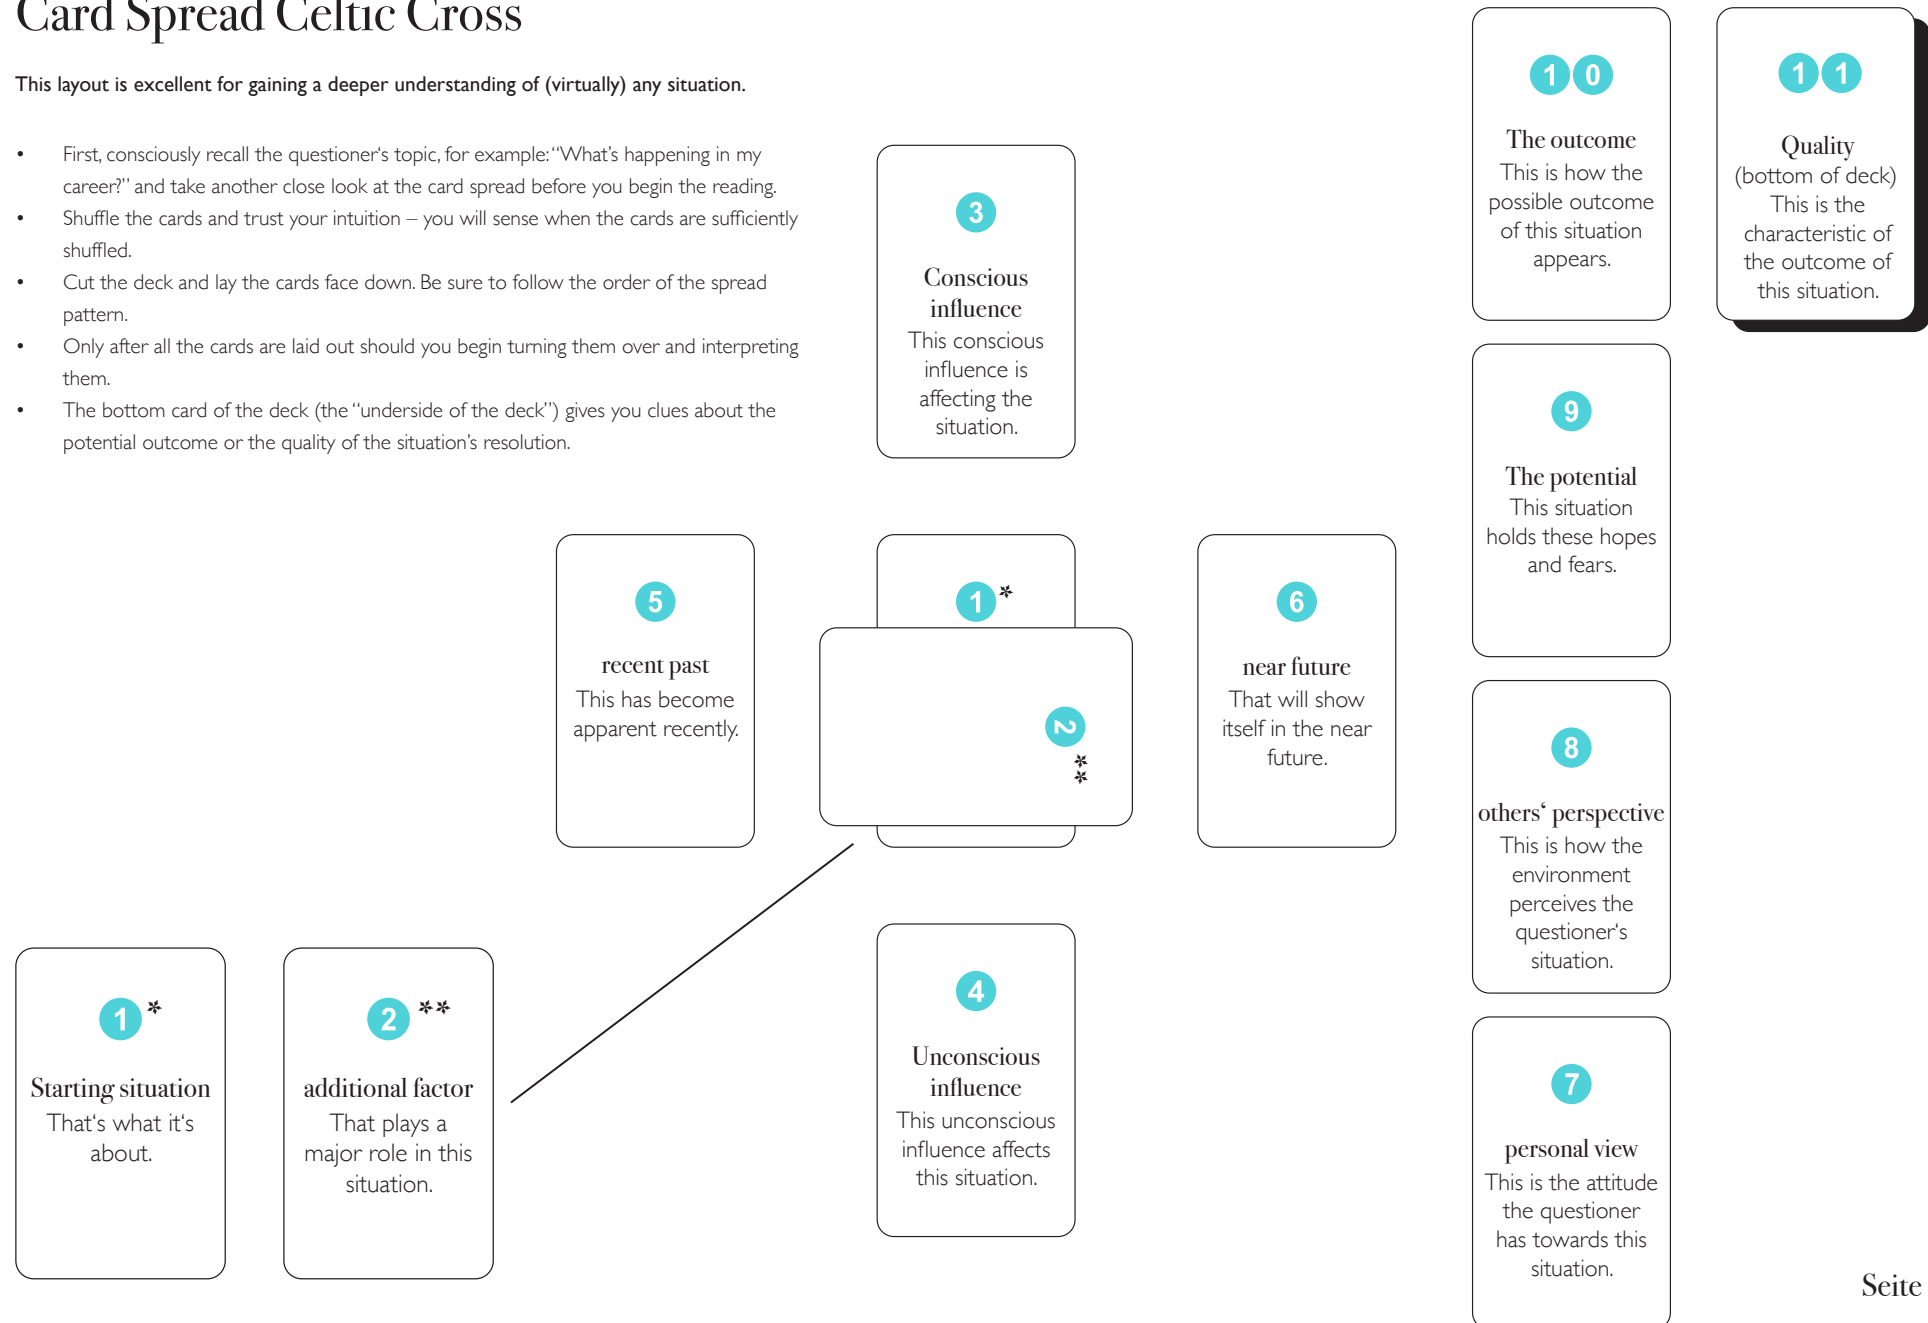 Card Spread Celtic Cross
This layout is excellent for gaining a deeper understanding of (virtually) any situation.
• First, consciously recall the questioner‘s topic, for example: “What’s happening in my
career?” and take another close look at the card spread before you begin the reading.
• Shuffle the cards and trust your intuition – you will sense when the cards are sufficiently
shuffled.
• Cut the deck and lay the cards face down. Be sure to follow the order of the spread
pattern.
• Only after all the cards are laid out should you begin turning them over and interpreting
them.
• The bottom card of the deck (the “underside of the deck”) gives you clues about the
potential outcome or the quality of the situation’s resolution.
3
Conscious
influence
This conscious
influence is
affecting the
situation.
10
The outcome
This is how the
possible outcome
of this situation
appears.
11
Quality
(bottom of deck)
This is the
characteristic of
the outcome of
this situation.
9
The potential
This situation
holds these hopes
and fears.
5
recent past
This has become
apparent recently.
1*
2**
6
near future
That will show
itself in the near
future.
8
others‘ perspective
This is how the
environment
perceives the
questioner‘s
situation.
1*
Starting situation
That‘s what it‘s
about.
2**
additional factor
That plays a
major role in this
situation.
4
Unconscious
influence
This unconscious
influence affects
this situation.
7
personal view
This is the attitude
the questioner
has towards this
situation.
Seite